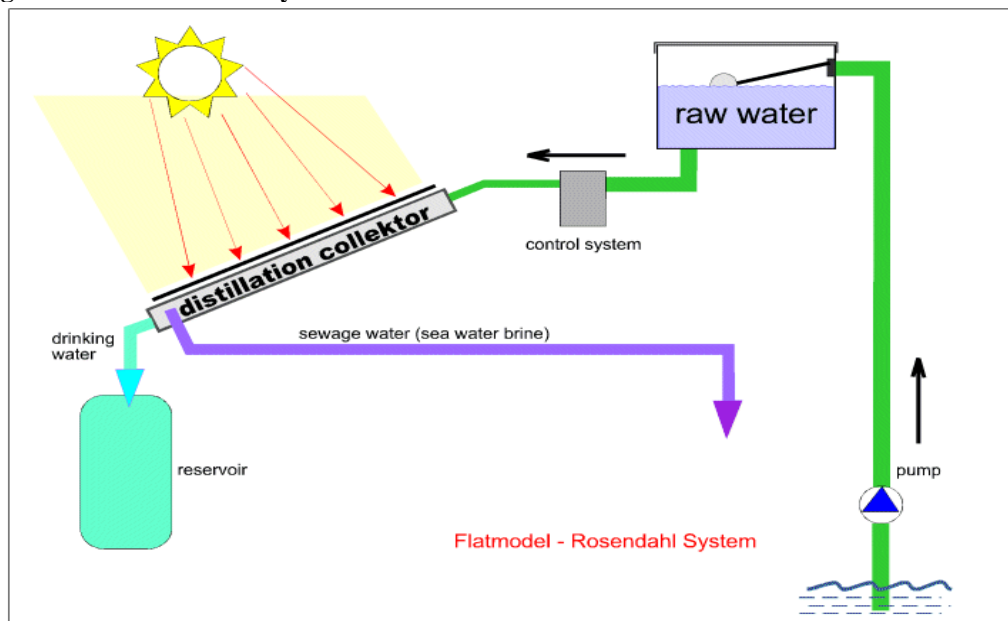 raw water
control system
distillation collektor
drinking
water
sewage water (sea water brine)
reservoir
pump
Flatmodel - Rosendahl System